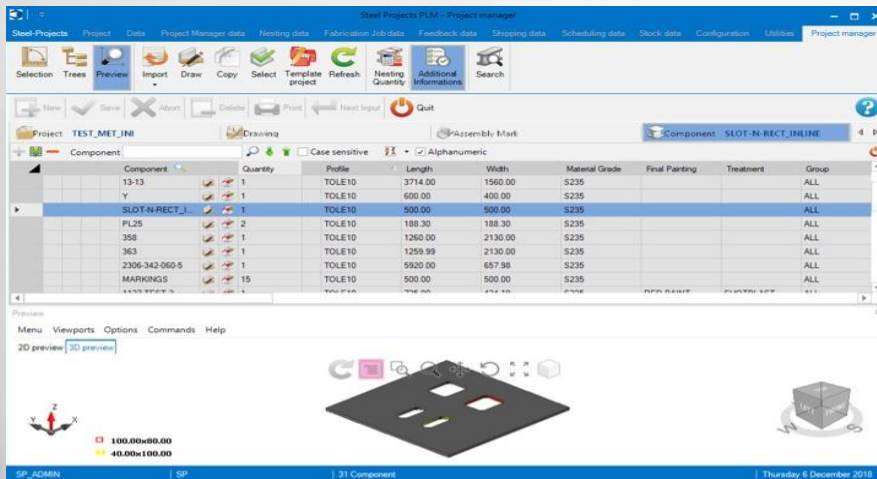 Steel Projects PLM - Project manager
Steel-Projects Project Data Project Manager data Nesting data Fabrication Job data Feedback data Shipping data Scheduling data Stock data Configuration Utilities Project manager
Selection Trees Preview Import Draw Copy Select Template project Refresh Nesting Quantity Additional Informations Search
New Save Abort Delete Print Next Input Quit
Project TEST_MET_INI Drawing Assembly Mark Component SLOT-N-RECT_INLINE
Component Case sensitive Alphanumeric
Component Quantity Profile Length Width Material Grade Final Painting Treatment Group
13-13 1 TOLE10 3714.00 1560.00 S235 ALL
Y 1 TOLE10 600.00 400.00 S235 ALL
SLOT-N-RECT_I... 1 TOLE10 500.00 500.00 S235 ALL
PL25 2 TOLE10 188.30 188.30 S235 ALL
358 1 TOLE10 1260.00 2130.00 S235 ALL
363 1 TOLE10 1259.99 2130.00 S235 ALL
2306-342-060-5 1 TOLE10 5920.00 657.98 S235 ALL
MARKINGS 15 TOLE10 500.00 500.00 S235 ALL
Preview
Menu Viewports Options Commands Help
2D preview 3D preview
Z
Y X
100.00x80.00
40.00x100.00
SP_ADMIN SP 31 Component Thursday 6 December 2018